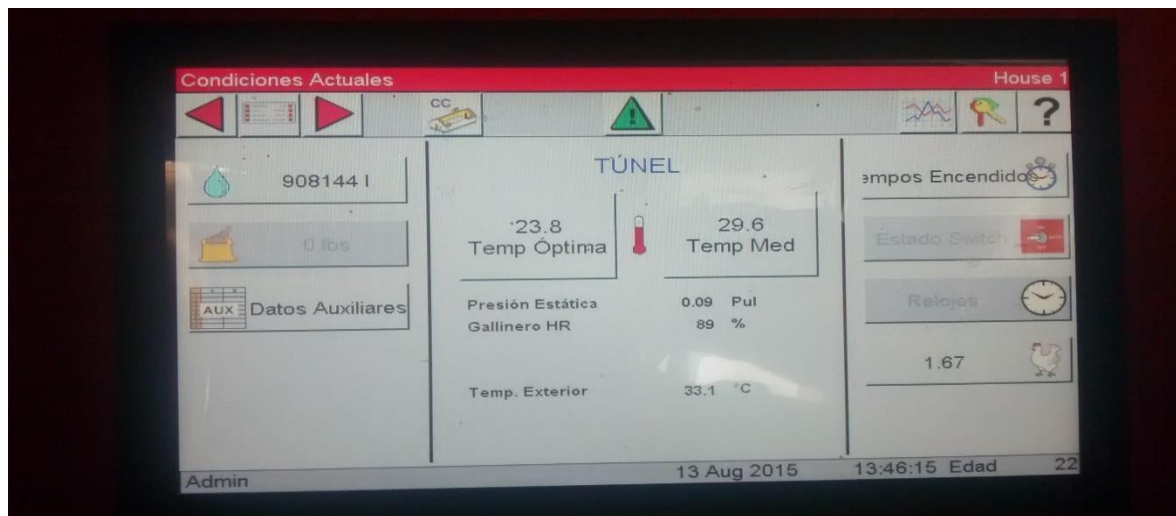 Condiciones Actuales House 1
CC
?
908144 l
0 lbs
AUX Datos Auxiliares
TÚNEL
23.8
Temp Óptima
29.6
Temp Med
Presión Estática 0.09 Pul
Gallinero HR 89 %
Temp. Exterior 33.1 °C
empos Encendidos
Estado Switch
Relojes
1.67
Admin 13 Aug 2015 13:46:15 Edad 22